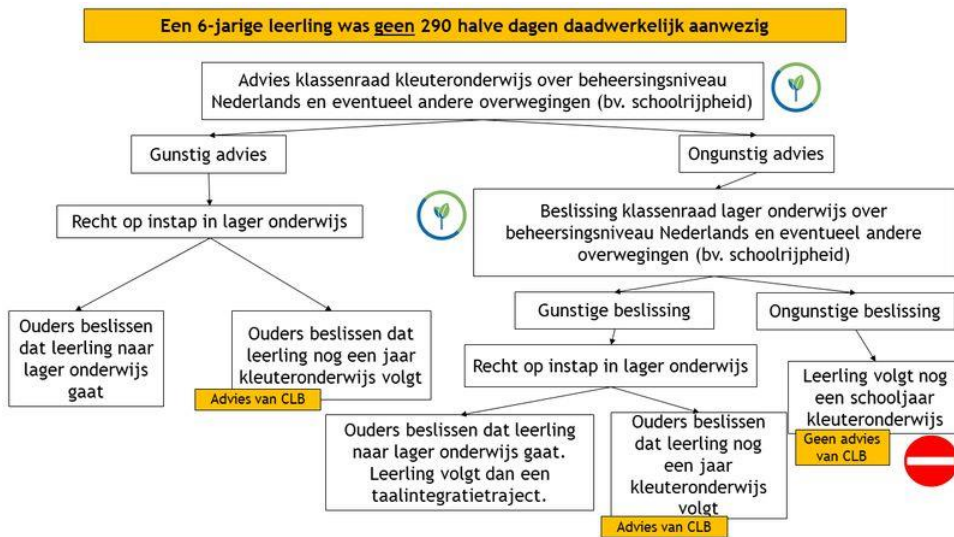 Een 6-jarige leerling was geen 290 halve dagen daadwerkelijk aanwezig
Advies klassenraad kleuteronderwijs over beheersingsniveau
Nederlands en eventueel andere overwegingen (bv. schoolrijpheid)
Gunstig advies
Ongunstig advies
Recht op instap in lager onderwijs
Beslissing klassenraad lager onderwijs over
beheersingsniveau Nederlands en eventueel andere
overwegingen (bv. schoolrijpheid)
Ouders beslissen
dat leerling naar
lager onderwijs
gaat
Ouders beslissen dat
leerling nog een jaar
kleuteronderwijs volgt
Advies van CLB
Gunstige beslissing
Ongunstige beslissing
Recht op instap in lager onderwijs
Leerling volgt nog
een schooljaar
kleuteronderwijs
Geen advies
van CLB
Ouders beslissen dat leerling
naar lager onderwijs gaat.
Leerling volgt dan een
taalintegratietraject.
Ouders beslissen
dat leerling nog
een jaar
kleuteronderwijs
volgt
Advies van CLB